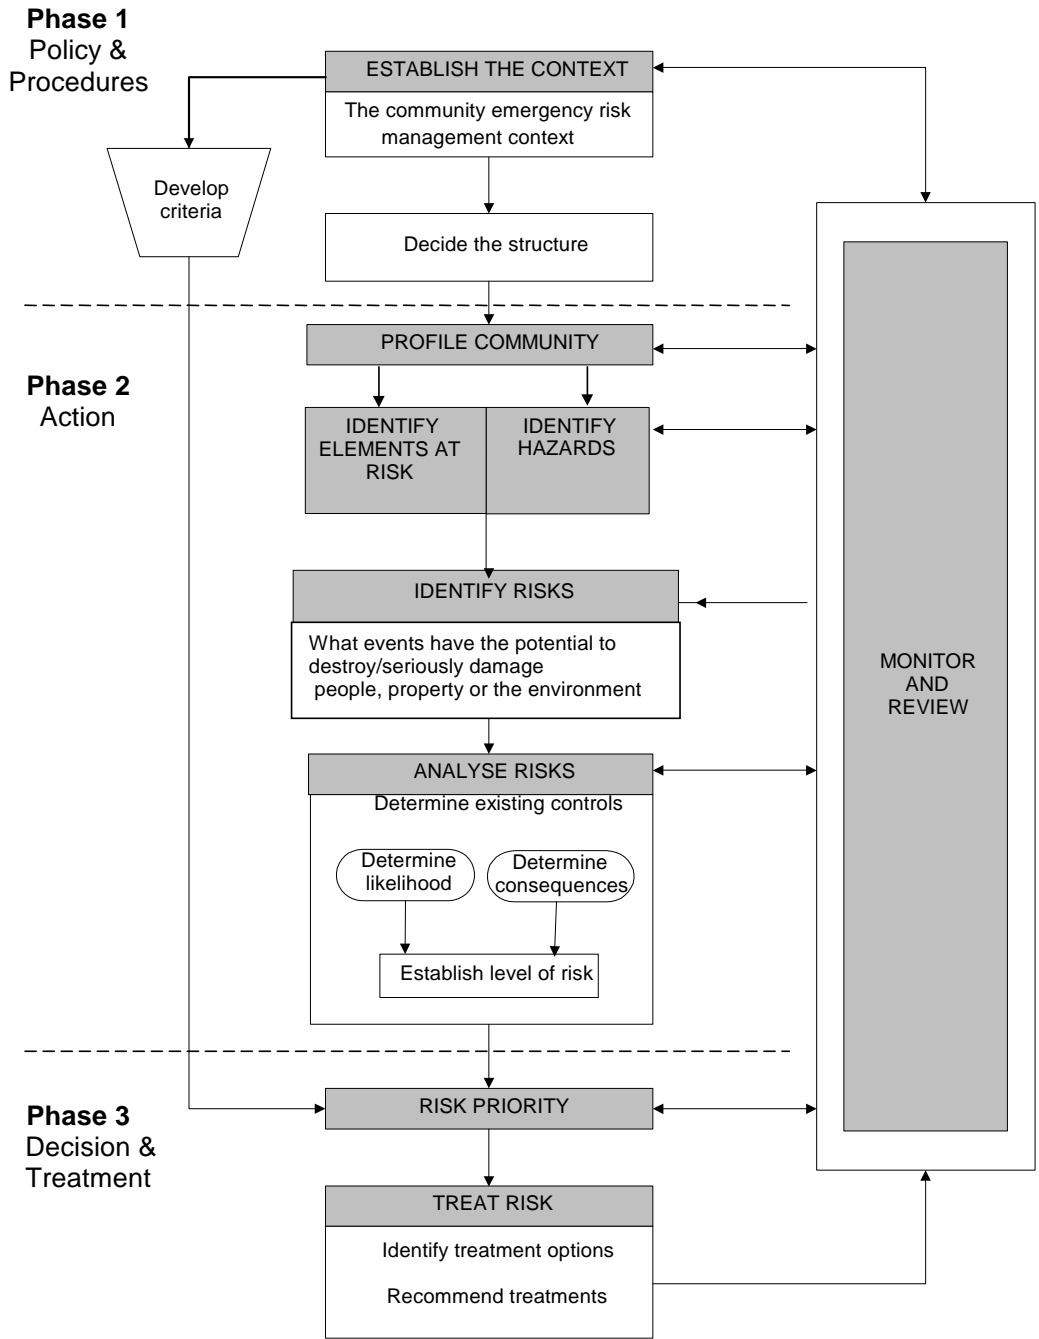 Phase 1
Policy &
Procedures
ESTABLISH THE CONTEXT
The community emergency risk
management context
Develop
criteria
Decide the structure
PROFILE COMMUNITY
Phase 2
Action
IDENTIFY
ELEMENTS AT
RISK
IDENTIFY
HAZARDS
IDENTIFY RISKS
What events have the potential to
destroy/seriously damage
people, property or the environment
MONITOR
AND
REVIEW
ANALYSE RISKS
Determine existing controls
Determine
likelihood
Determine
consequences
Establish level of risk
Phase 3
Decision &
Treatment
RISK PRIORITY
TREAT RISK
Identify treatment options
Recommend treatments